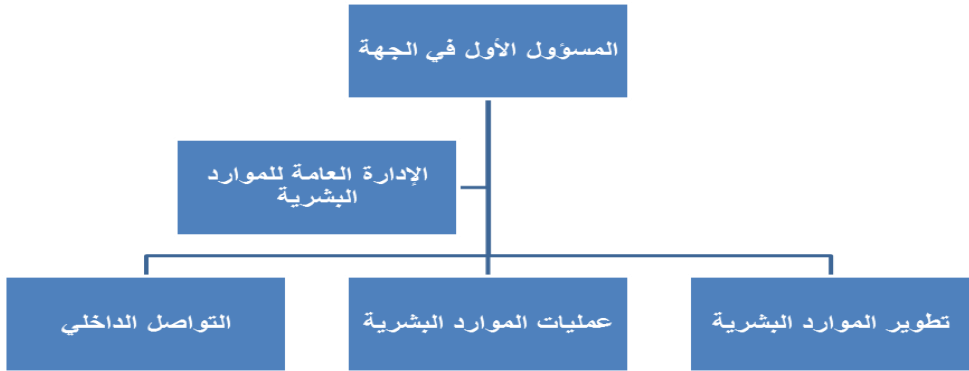 المسؤول الأول في الجهة
الإدارة العامة للموارد
البشرية
تطوير الموارد البشرية
عمليات الموارد البشرية
التواصل الداخلي